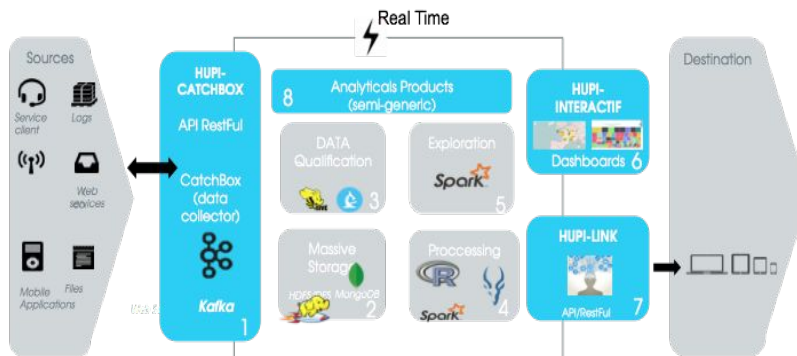 Real Time
Sources
Service
client
Logs
Web
services
Mobile
Applications
Files
HUPI-
CATCHBOX
API RestFul
CatchBox (data
collector)
Kafka
1
8
Analyticals Products
(semi-generic)
DATA
Qualification
HIVE
3
Exploration
Spark
5
Massive
Storage
HDFS
MongoDB
2
Proccessing
R
Spark
4
HUPI-
INTERACTIF
Dashboards
6
HUPI-LINK
API/RestFul
7
Destination